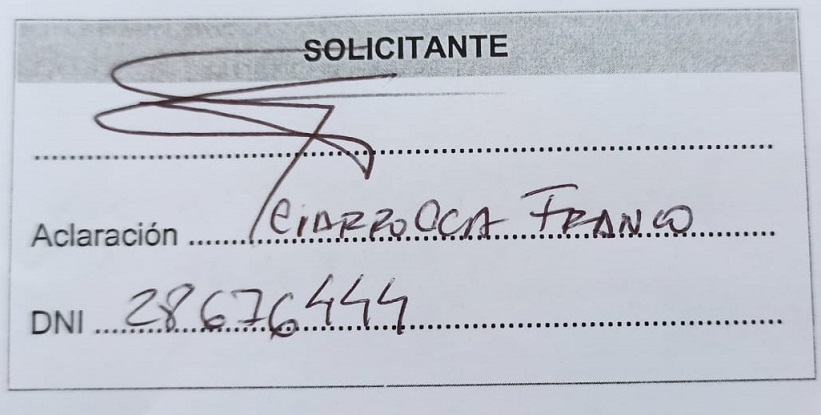 SOLICITANTE
Aclaración CIARROCCA FRANCO
DNI 28676444